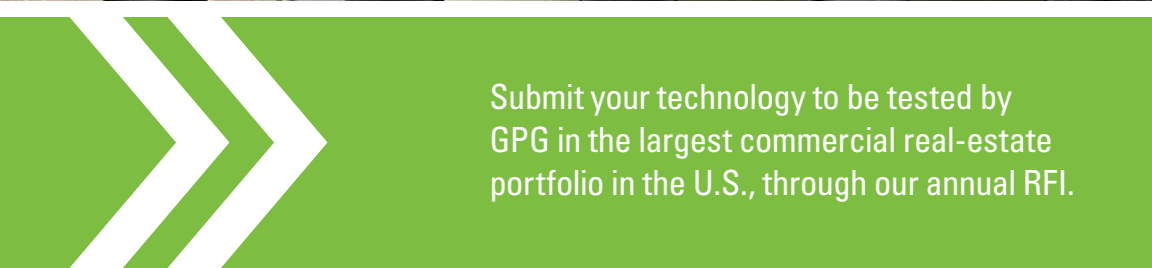 Submit your technology to be tested by
GPG in the largest commercial real-estate
portfolio in the U.S., through our annual RFI.